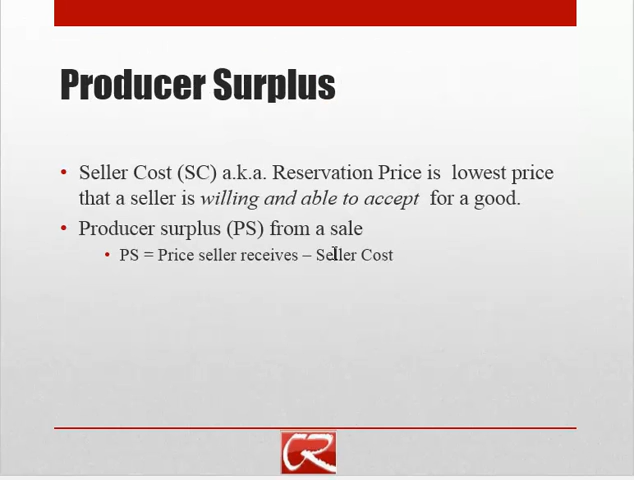 Producer Surplus
• Seller Cost (SC) a.k.a. Reservation Price is lowest price
that a seller is willing and able to accept for a good.
• Producer surplus (PS) from a sale
• PS = Price seller receives – Seller Cost
CR